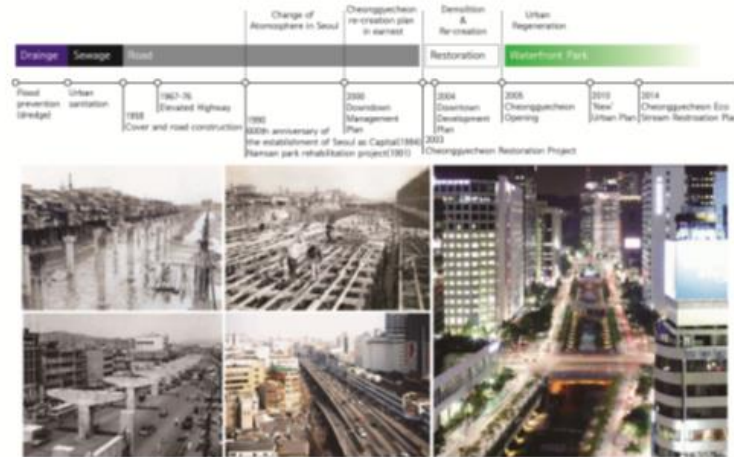 Change of
Atomosphere in Seoul
Cheonggyecheon
re-creation plan
in earnest
Demolition
&
Re-creation
Urban
Regeneration
Drainge
Sewage
Road
Restoration
Waterfront Park
Flood
prevention
(dredge)
Urban
sanitation
1958
Cover and road construction
1967-76
Elevated Highway
1990
600th anniversary of
the establishment of Seoul as Capital(1994)
Namsan park rehabilitation project(1991)
2000
Downtown
Management
Plan
2003
Cheonggyecheon Restoration Project
2004
Downtown
Development
Plan
2005
Cheonggyecheon
Opening
2010
'New'
Urban Plan
2014
Cheonggyecheon Eco
Stream Restroation Plan